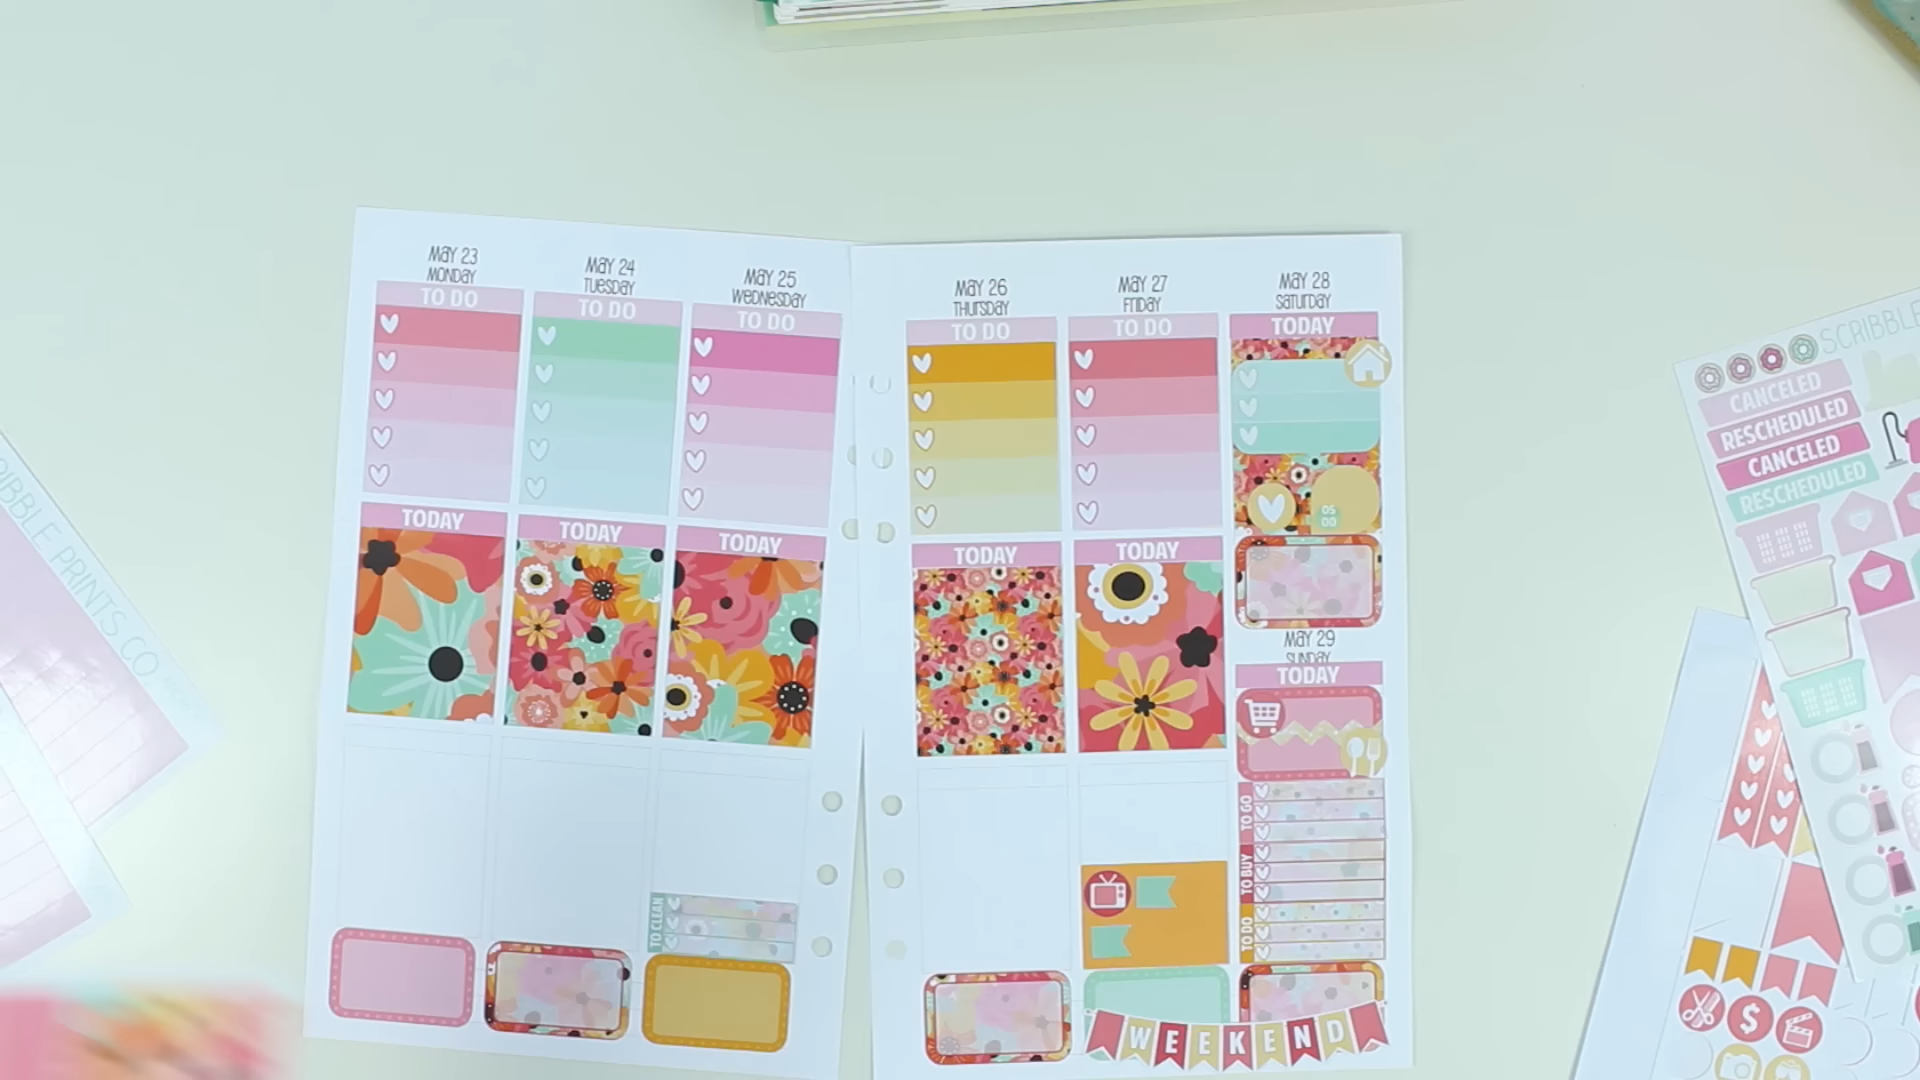 May 23
Monday
TO DO
TODAY
May 24
Tuesday
TO DO
TODAY
May 25
Wednesday
TO DO
TODAY
TO CLEAN
May 26
Thursday
TO DO
TODAY
May 27
Friday
TO DO
TODAY
May 28
Saturday
TODAY
05
00
May 29
Sunday
TODAY
TO GO
TO BUY
TO DO
WEEKEND
SCRIBBLE
CANCELED
RESCHEDULED
CANCELED
RESCHEDULED
$
PRINTS CO